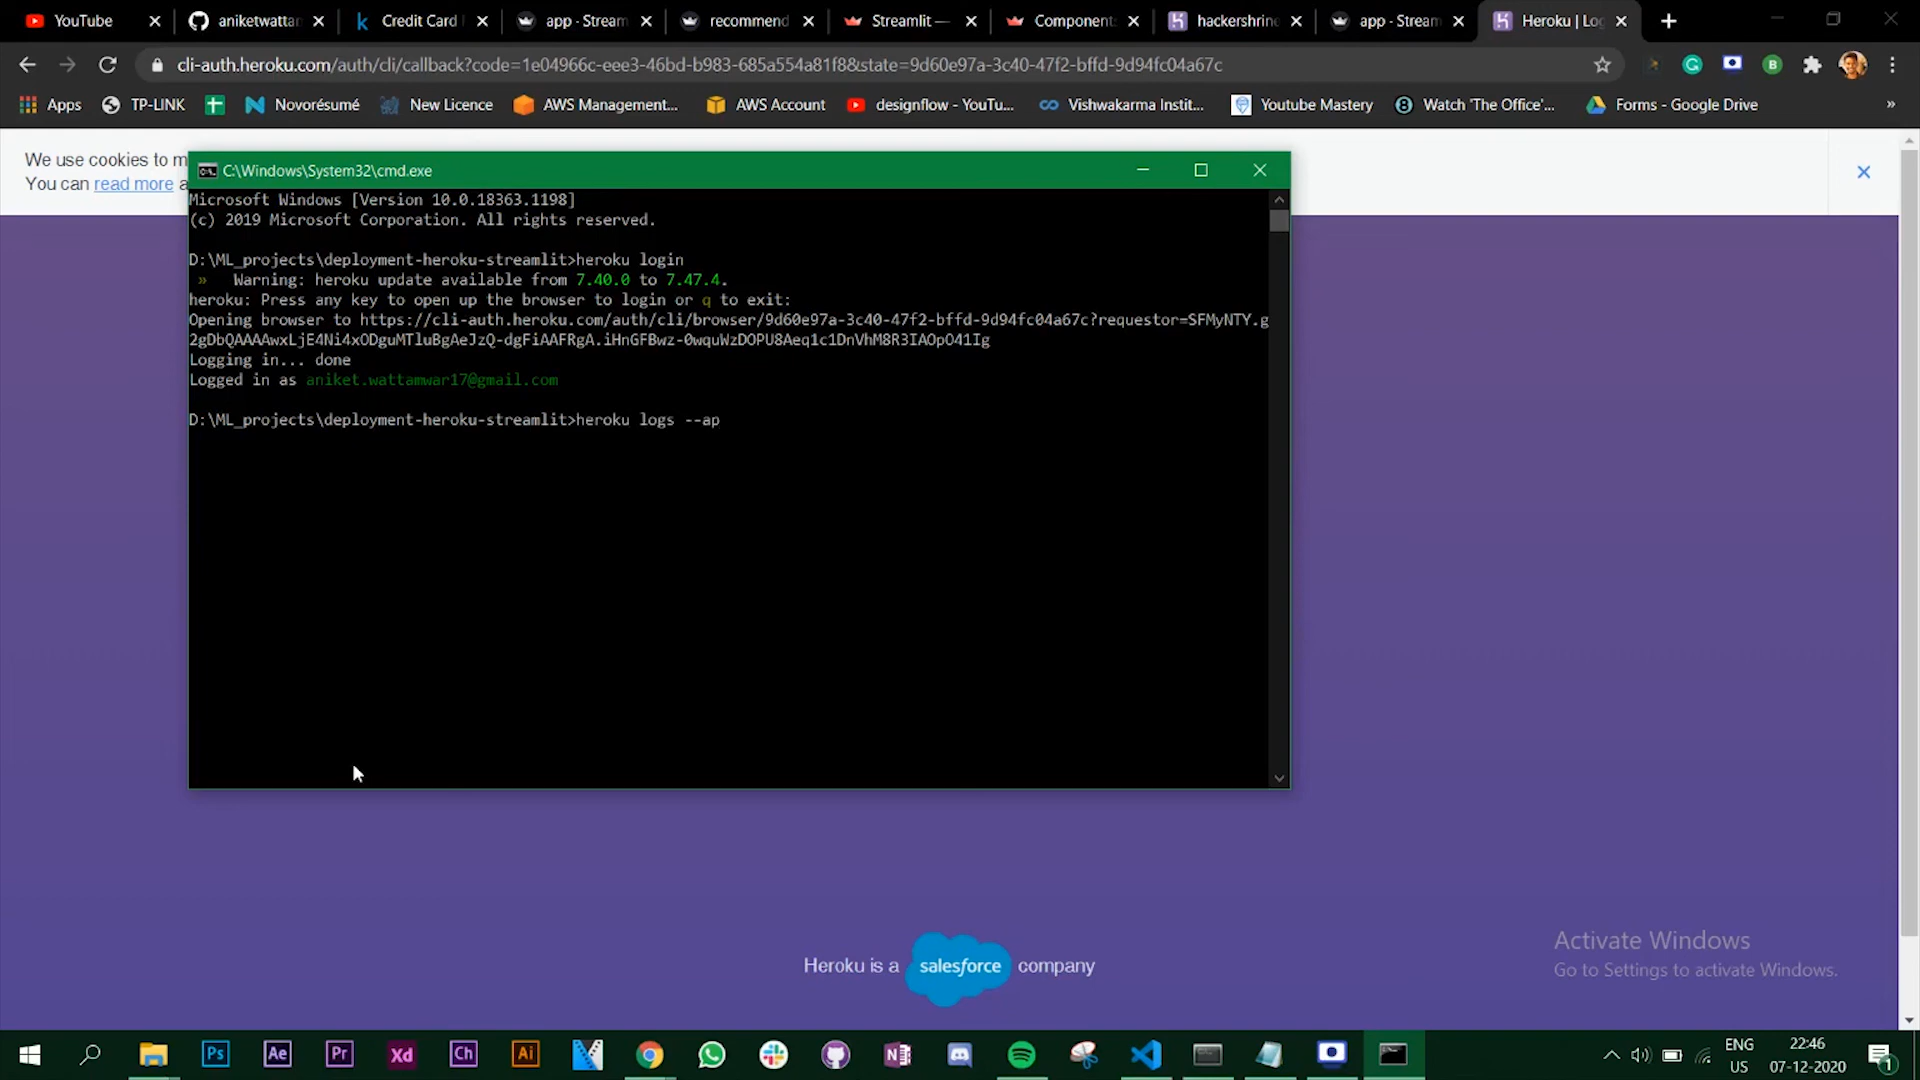 YouTube
aniketwattar
Credit Card
app - Stream
recommend
Streamlit —
Component
hackershrine
app - Stream
Heroku | Log
cli-auth.heroku.com/auth/cli/callback?code=1e04966c-eee3-46bd-b983-685a554a81f8&state=9d60e97a-3c40-47f2-bffd-9d94fc04a67c
Apps
TP-LINK
Novorésumé
New Licence
AWS Management...
AWS Account
designflow - YouTu...
Vishwakarma Instit...
Youtube Mastery
Watch 'The Office'...
Forms - Google Drive
»
We use cookies to m
You can read more a
C:\Windows\System32\cmd.exe
Microsoft Windows [Version 10.0.18363.1198]
(c) 2019 Microsoft Corporation. All rights reserved.
D:\ML_projects\deployment-heroku-streamlit>heroku login
» Warning: heroku update available from 7.40.0 to 7.47.4.
heroku: Press any key to open up the browser to login or q to exit:
Opening browser to https://cli-auth.heroku.com/auth/cli/browser/9d60e97a-3c40-47f2-bffd-9d94fc04a67c?requestor=SFMyNTY.g
2gDbQAAAAwxLjE4Ni4xODguMTluBgAeJzQ-dgFiAAFRgA.iHnGFBwz-0wquWzDOPU8Aeq1c1DnVhM8R3IAOpO41Ig
Logging in... done
Logged in as aniket.wattamwar17@gmail.com
D:\ML_projects\deployment-heroku-streamlit>heroku logs --ap
Heroku is a salesforce company
Activate Windows
Go to Settings to activate Windows.
Ps
Ae
Pr
Xd
Ch
Ai
ENG
US
22:46
07-12-2020
1